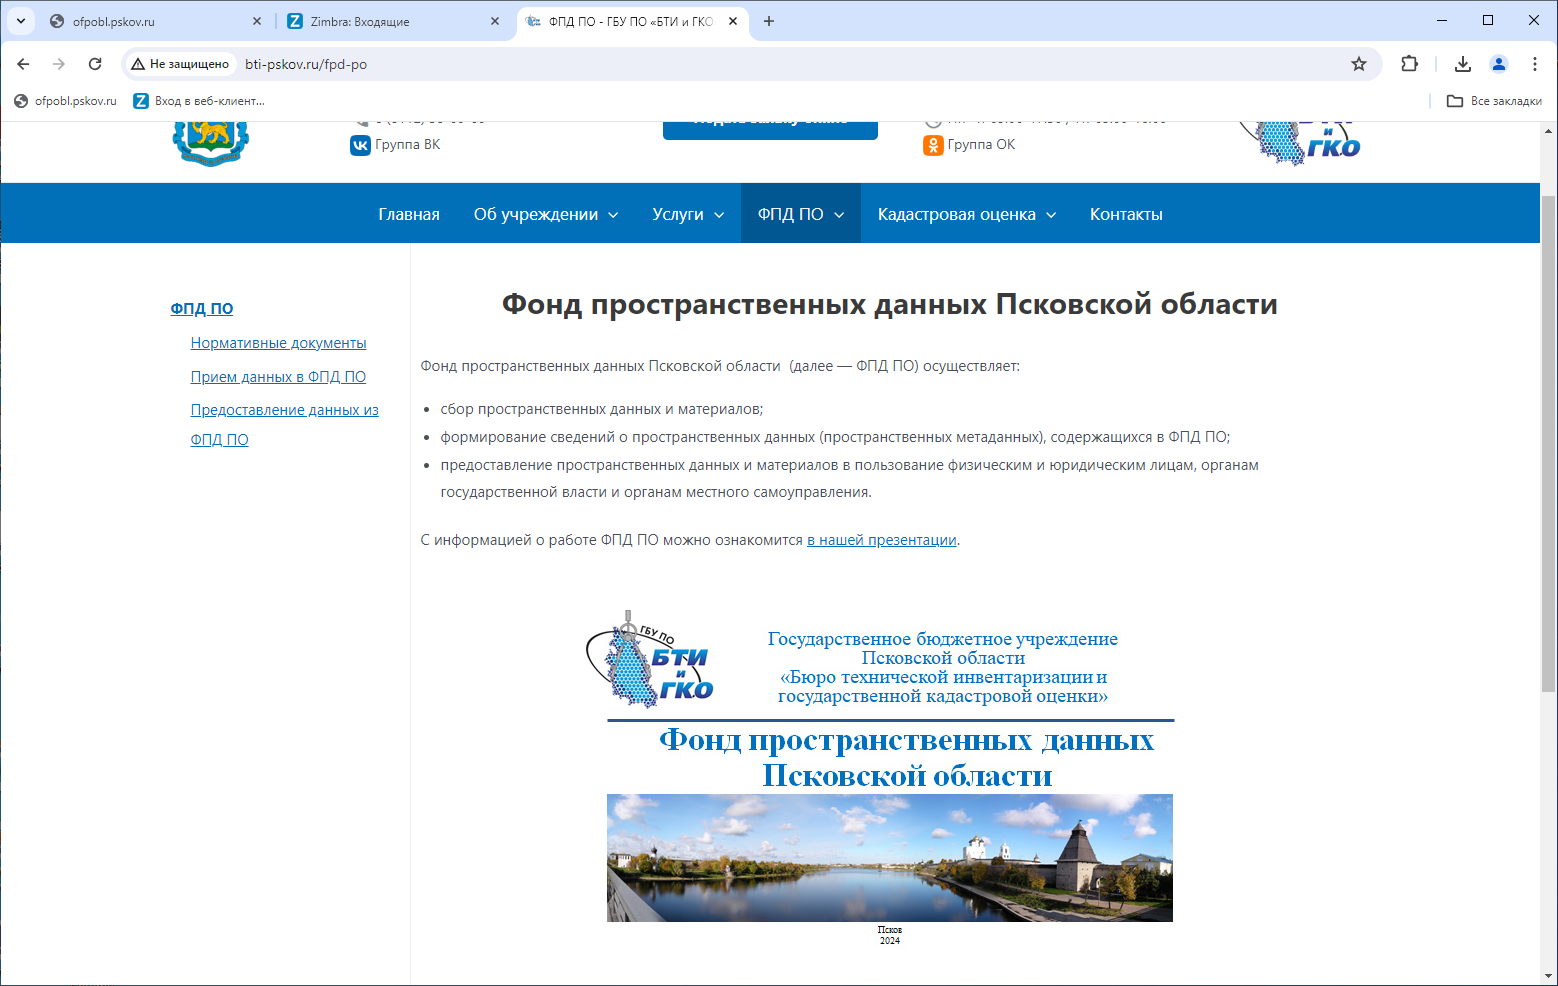 ofpobl.pskov.ru
Zimbra: Входящие
ФПД ПО - ГБУ ПО «БТИ и ГКО
Не защищено
bti-pskov.ru/fpd-po
ofpobl.pskov.ru
Вход в веб-клиент...
Все закладки
Группа ВК
Группа ОК
БТИ
и
ГКО
Главная
Об учреждении
Услуги
ФПД ПО
Кадастровая оценка
Контакты
ФПД ПО
Нормативные документы
Прием данных в ФПД ПО
Предоставление данных из
ФПД ПО
Фонд пространственных данных Псковской области
Фонд пространственных данных Псковской области (далее — ФПД ПО) осуществляет:
• сбор пространственных данных и материалов;
• формирование сведений о пространственных данных (пространственных метаданных), содержащихся в ФПД ПО;
• предоставление пространственных данных и материалов в пользование физическим и юридическим лицам, органам
государственной власти и органам местного самоуправления.
С информацией о работе ФПД ПО можно ознакомится в нашей презентации.
ГБУ ПО
БТИ
и
ГКО
Государственное бюджетное учреждение
Псковской области
«Бюро технической инвентаризации и
государственной кадастровой оценки»
Фонд пространственных данных
Псковской области
Псков
2024